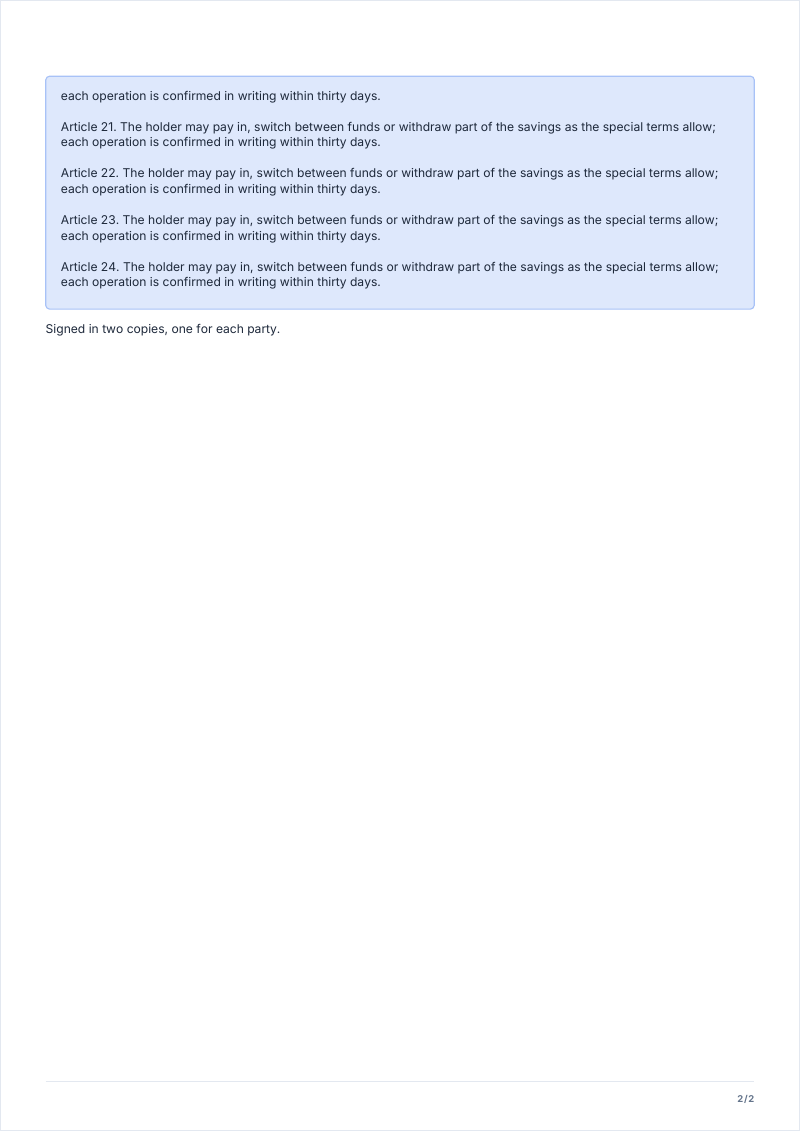 each operation is confirmed in writing within thirty days.
Article 21. The holder may pay in, switch between funds or withdraw part of the savings as the special terms allow;
each operation is confirmed in writing within thirty days.
Article 22. The holder may pay in, switch between funds or withdraw part of the savings as the special terms allow;
each operation is confirmed in writing within thirty days.
Article 23. The holder may pay in, switch between funds or withdraw part of the savings as the special terms allow;
each operation is confirmed in writing within thirty days.
Article 24. The holder may pay in, switch between funds or withdraw part of the savings as the special terms allow;
each operation is confirmed in writing within thirty days.
Signed in two copies, one for each party.
2/2